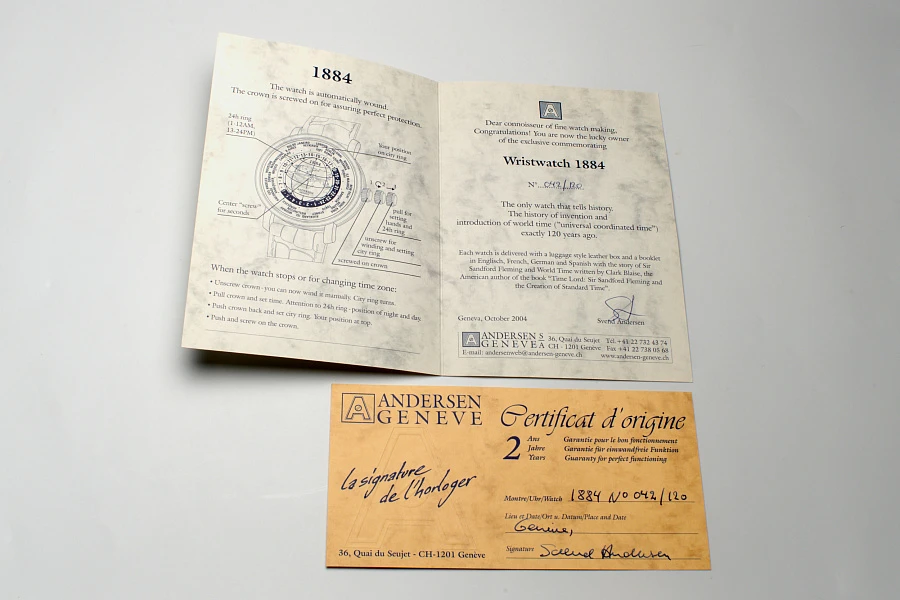 1884
The watch is automatically wound.
The crown is screwed on for assuring perfect protection.
24h ring
(1-12AM,
13-24PM)
Your position
on city ring
1 2 3
Center "screw"
for seconds
pull for
setting
hands and
24h ring
unscrew for
winding and setting
city ring
screwed on crown
When the watch stops or for changing time zone:
• Unscrew crown - you can now wind it manually. City ring turns.
• Pull crown and set time. Attention to 24h ring - position of night and day.
• Push crown back and set city ring. Your position at top.
• Push and screw on the crown.
A
Dear connoisseur of fine watch making,
Congratulations! You are now the lucky owner
of the exclusive commemorating
Wristwatch 1884
N° 042/120
The only watch that tells history.
The history of invention and
introduction of world time ("universal coordinated time")
exactly 120 years ago.
Each watch is delivered with a luggage style leather box and a booklet
in Englisch, French, German and Spanish with the story of Sir
Sandford Fleming and World Time written by Clark Blaise, the
American author of the book "Time Lord: Sir Sandford Fleming and
the Creation of Standard Time".
Geneva, October 2004
Svend Andersen
A ANDERSEN S
GENEVE A
36, Quai du Seujet Tel. +41 22 732 43 74
CH - 1201 Genève Fax +41 22 738 05 68
E-mail: andersenweb@andersen-geneve.ch www.andersen-geneve.ch
A ANDERSEN
GENEVE
Certificat d'origine
2 Ans Garantie pour le bon fonctionnement
Jahre Garantie für einwandfreie Funktion
Years Guaranty for perfect functioning
la signature
de l'horloger
Montre/Uhr/Watch 1884 No 042/120
Lieu et Date/Ort u. Datum/Place and Date
Genève,
36, Quai du Seujet - CH-1201 Genève
Signature Svend Andersen